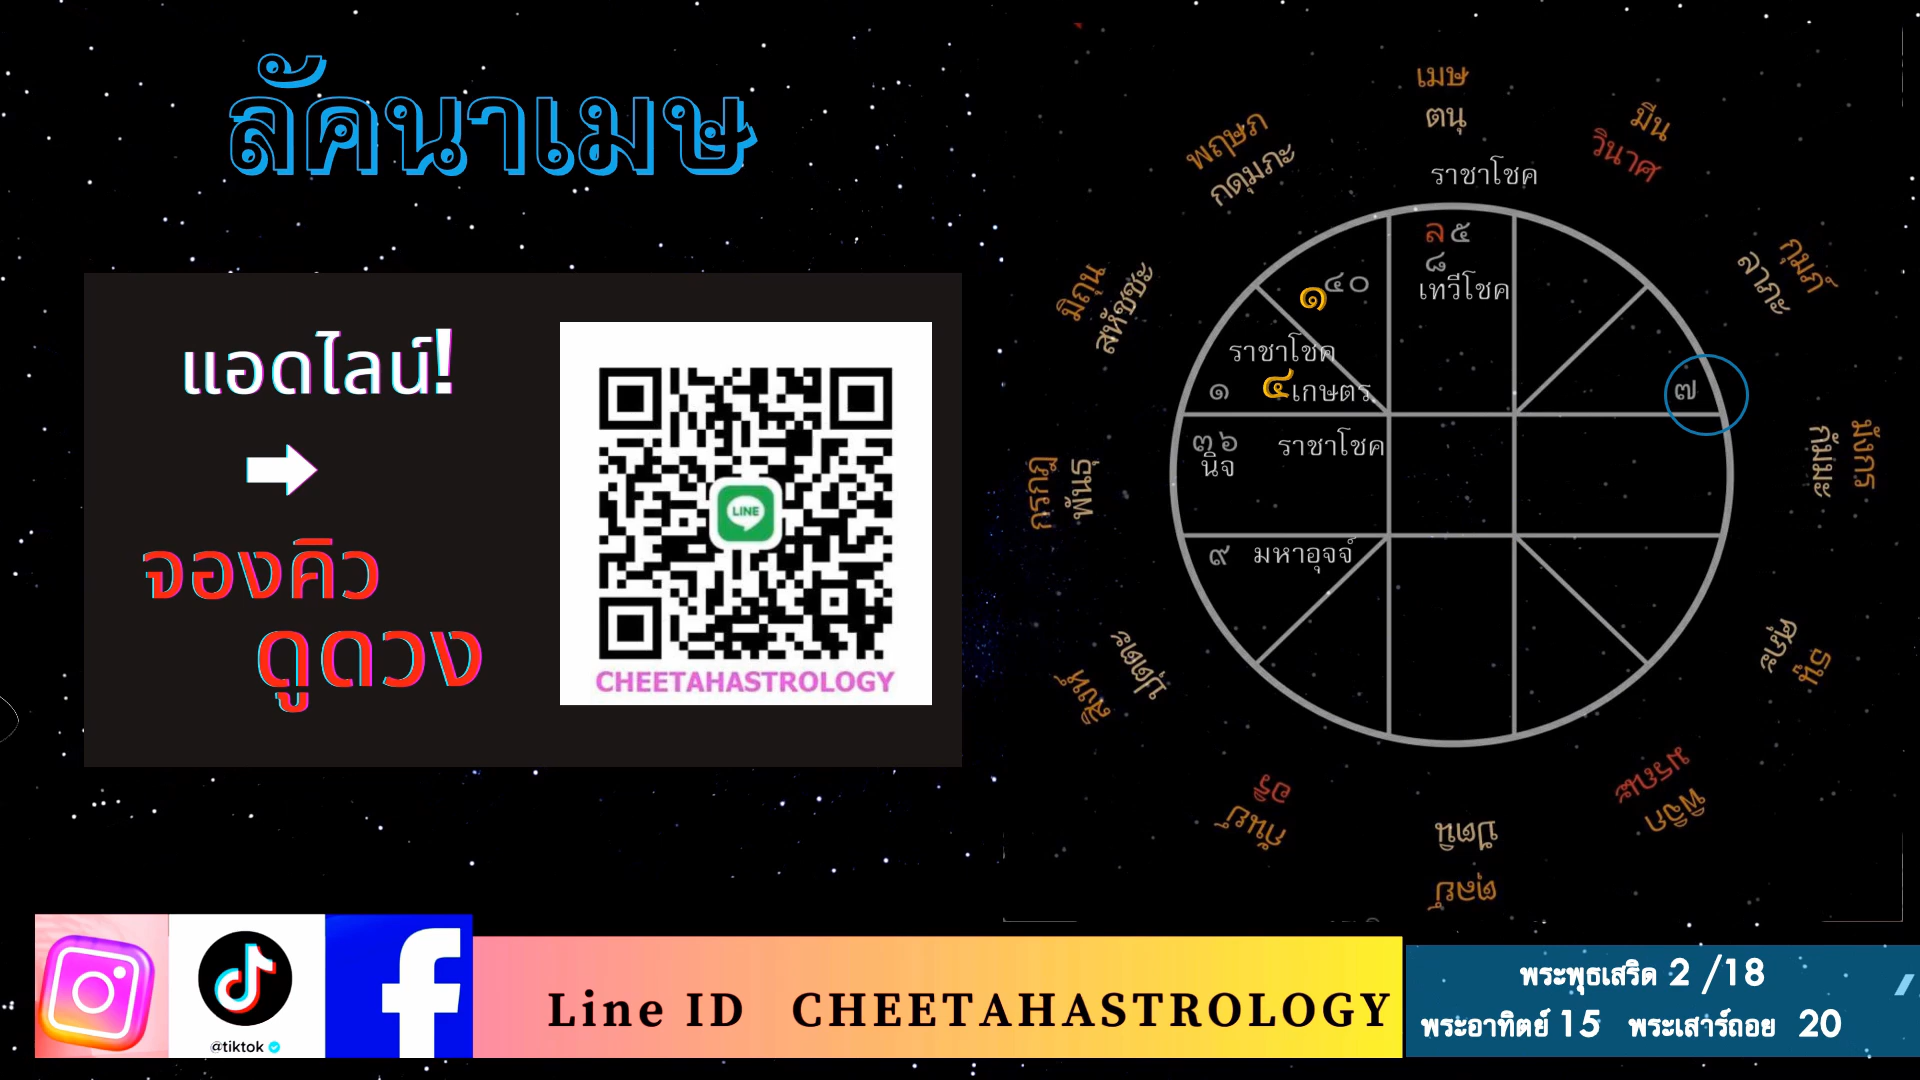 ลัคนาเมษ
แอดไลน์!
จองคิว
ดูดวง
LINE
CHEETAHASTROLOGY
เมษ
ตนุ
มีน
วินาศ
พฤษภ
กดุมภะ
กุมภ์
ลาภะ
มิถุน
สหัชชะ
มังกร
กัมมะ
กรกฎ
พันธุ
ธนู
ศุภะ
สิงห์
ปุตตะ
พิจิก
มรณะ
กันย์
อริ
ปัตนิ
ตุลย์
ราชาโชค
ล ๕
๘
เทวีโชค
๑ ๔ ๐
ราชาโชค
๑ ๔ เกษตร
๗
๓ ๖ ราชาโชค
นิจ
๙ มหาอุจจ์
@tiktok
Line ID CHEETAHASTROLOGY
พระพุธเสริด 2 /18
พระอาทิตย์ 15 พระเสาร์ถอย 20